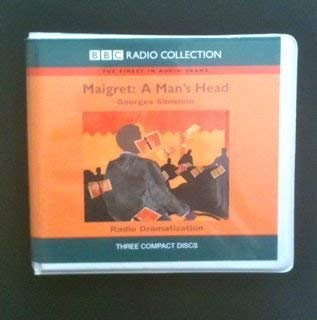 BBC RADIO COLLECTION
THE FINEST IN AUDIO DRAMA
Maigret: A Man's Head
Georges Simenon
Radio Dramatization
THREE COMPACT DISCS